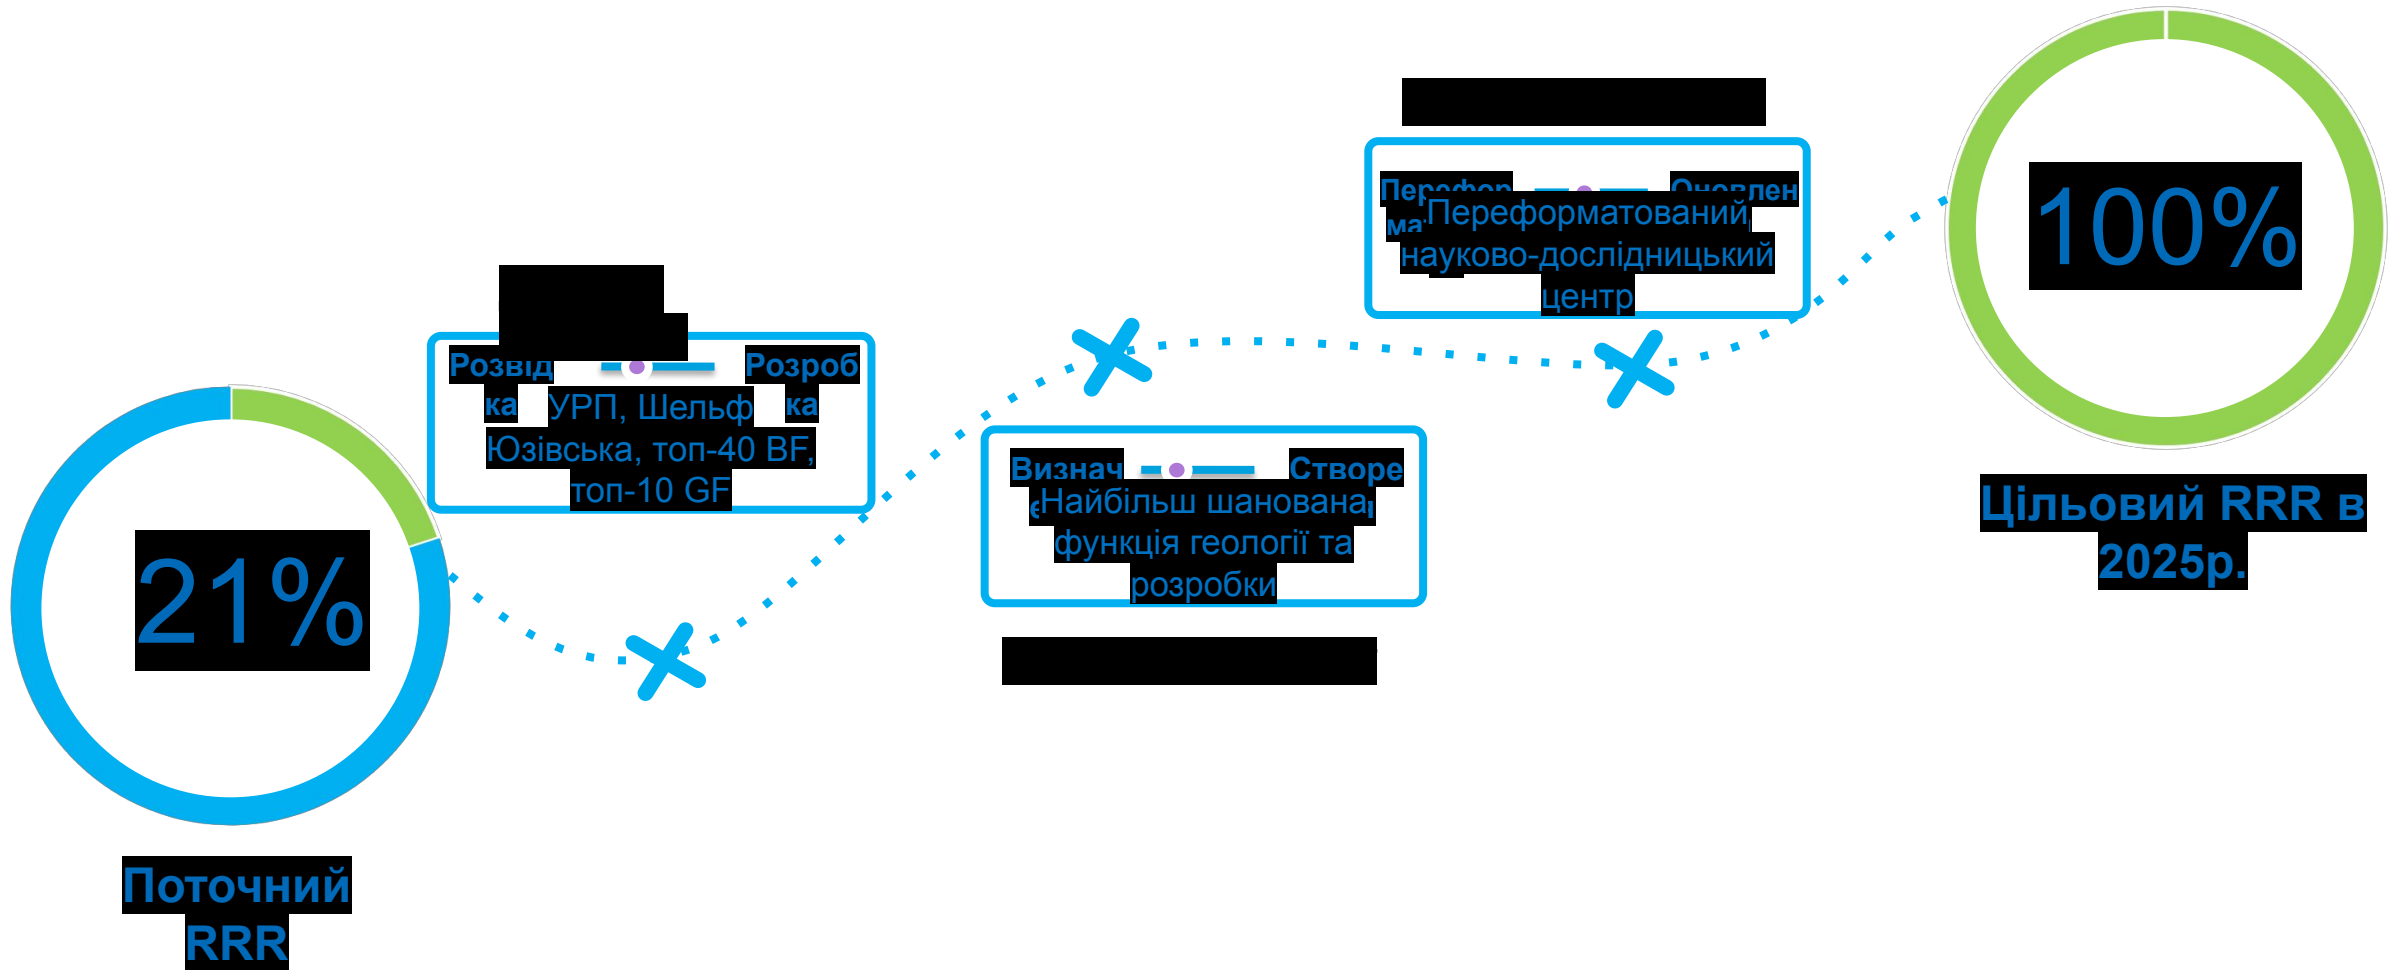 21%
Поточний
RRR
Розвід
ка
Розроб
ка
УРП, Шельф
Юзівська, топ-40 BF,
топ-10 GF
Визнач
Створе
Найбільш шанована
функція геології та
розробки
Перефор
Оновлен
Переформатований
науково-дослідницький
центр
100%
Цільовий RRR в
2025р.